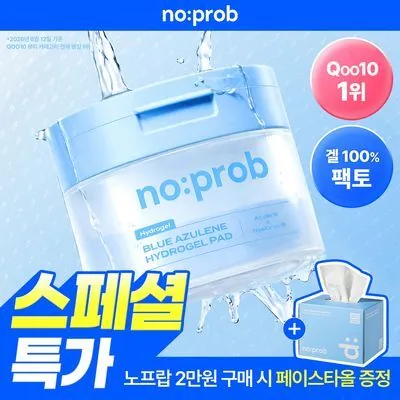 no:prob
Qoo10
1위
겔 100%
팩토
no:prob
Hydrogel
BLUE AZULENE
HYDROGEL PAD
no:prob
스페셜
특가
+
노프랍 2만원 구매 시 페이스타올 증정